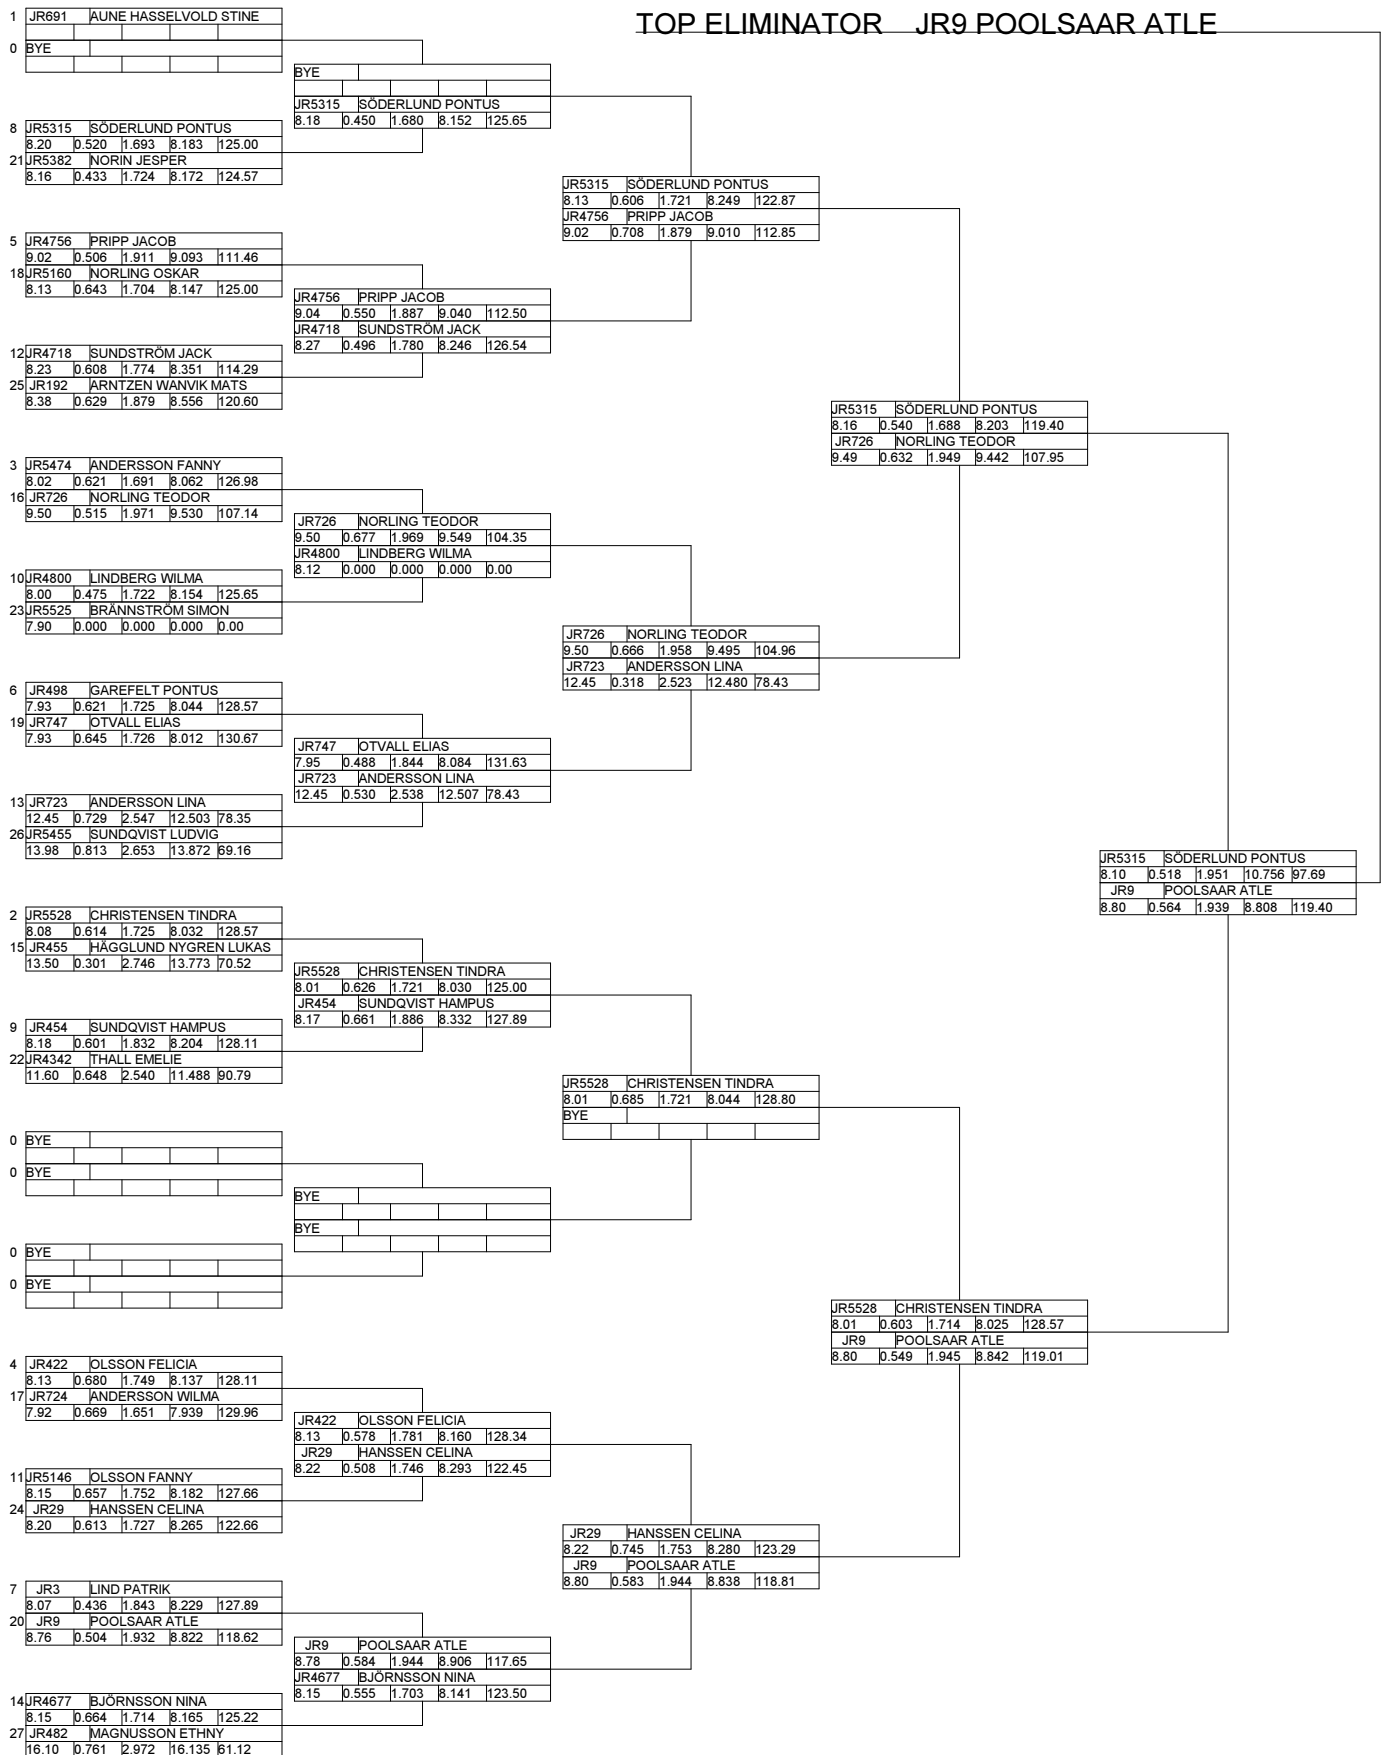 TOP ELIMINATOR JR9 POOLSAAR ATLE
1 JR691 AUNE HASSELVOLD STINE
0 BYE
8 JR5315 SÖDERLUND PONTUS
8.20 0.520 1.693 8.183 125.00
21 JR5382 NORIN JESPER
8.16 0.433 1.724 8.172 124.57
5 JR4756 PRIPP JACOB
9.02 0.506 1.911 9.093 111.46
18 JR5160 NORLING OSKAR
8.13 0.643 1.704 8.147 125.00
12 JR4718 SUNDSTRÖM JACK
8.23 0.608 1.774 8.351 114.29
25 JR192 ARNTZEN WANVIK MATS
8.38 0.629 1.879 8.556 120.60
3 JR5474 ANDERSSON FANNY
8.02 0.621 1.691 8.062 126.98
16 JR726 NORLING TEODOR
9.50 0.515 1.971 9.530 107.14
10 JR4800 LINDBERG WILMA
8.00 0.475 1.722 8.154 125.65
23 JR5525 BRÄNNSTRÖM SIMON
7.90 0.000 0.000 0.000 0.00
6 JR498 GAREFELT PONTUS
7.93 0.621 1.725 8.044 128.57
19 JR747 OTVALL ELIAS
7.93 0.645 1.726 8.012 130.67
13 JR723 ANDERSSON LINA
12.45 0.729 2.547 12.503 78.35
26 JR5455 SUNDQVIST LUDVIG
13.98 0.813 2.653 13.872 69.16
2 JR5528 CHRISTENSEN TINDRA
8.08 0.614 1.725 8.032 128.57
15 JR455 HÄGGLUND NYGREN LUKAS
13.50 0.301 2.746 13.773 70.52
9 JR454 SUNDQVIST HAMPUS
8.18 0.601 1.832 8.204 128.11
22 JR4342 THALL EMELIE
11.60 0.648 2.540 11.488 90.79
0 BYE
0 BYE
0 BYE
0 BYE
4 JR422 OLSSON FELICIA
8.13 0.680 1.749 8.137 128.11
17 JR724 ANDERSSON WILMA
7.92 0.669 1.651 7.939 129.96
11 JR5146 OLSSON FANNY
8.15 0.657 1.752 8.182 127.66
24 JR29 HANSSEN CELINA
8.20 0.613 1.727 8.265 122.66
7 JR3 LIND PATRIK
8.07 0.436 1.843 8.229 127.89
20 JR9 POOLSAAR ATLE
8.76 0.504 1.932 8.822 118.62
14 JR4677 BJÖRNSSON NINA
8.15 0.664 1.714 8.165 125.22
27 JR482 MAGNUSSON ETHNY
16.10 0.761 2.972 16.135 61.12
BYE
JR5315 SÖDERLUND PONTUS
8.18 0.450 1.680 8.152 125.65
JR4756 PRIPP JACOB
9.04 0.550 1.887 9.040 112.50
JR4718 SUNDSTRÖM JACK
8.27 0.496 1.780 8.246 126.54
JR726 NORLING TEODOR
9.50 0.677 1.969 9.549 104.35
JR4800 LINDBERG WILMA
8.12 0.000 0.000 0.000 0.00
JR747 OTVALL ELIAS
7.95 0.488 1.844 8.084 131.63
JR723 ANDERSSON LINA
12.45 0.530 2.538 12.507 78.43
JR5528 CHRISTENSEN TINDRA
8.01 0.626 1.721 8.030 125.00
JR454 SUNDQVIST HAMPUS
8.17 0.661 1.886 8.332 127.89
BYE
BYE
JR422 OLSSON FELICIA
8.13 0.578 1.781 8.160 128.34
JR29 HANSSEN CELINA
8.22 0.508 1.746 8.293 122.45
JR9 POOLSAAR ATLE
8.78 0.584 1.944 8.906 117.65
JR4677 BJÖRNSSON NINA
8.15 0.555 1.703 8.141 123.50
JR5315 SÖDERLUND PONTUS
8.13 0.606 1.721 8.249 122.87
JR4756 PRIPP JACOB
9.02 0.708 1.879 9.010 112.85
JR726 NORLING TEODOR
9.50 0.666 1.958 9.495 104.96
JR723 ANDERSSON LINA
12.45 0.318 2.523 12.480 78.43
JR5528 CHRISTENSEN TINDRA
8.01 0.685 1.721 8.044 128.80
BYE
JR29 HANSSEN CELINA
8.22 0.745 1.753 8.280 123.29
JR9 POOLSAAR ATLE
8.80 0.583 1.944 8.838 118.81
JR5315 SÖDERLUND PONTUS
8.16 0.540 1.688 8.203 119.40
JR726 NORLING TEODOR
9.49 0.632 1.949 9.442 107.95
JR5528 CHRISTENSEN TINDRA
8.01 0.603 1.714 8.025 128.57
JR9 POOLSAAR ATLE
8.80 0.549 1.945 8.842 119.01
JR5315 SÖDERLUND PONTUS
8.10 0.518 1.951 10.756 97.69
JR9 POOLSAAR ATLE
8.80 0.564 1.939 8.808 119.40